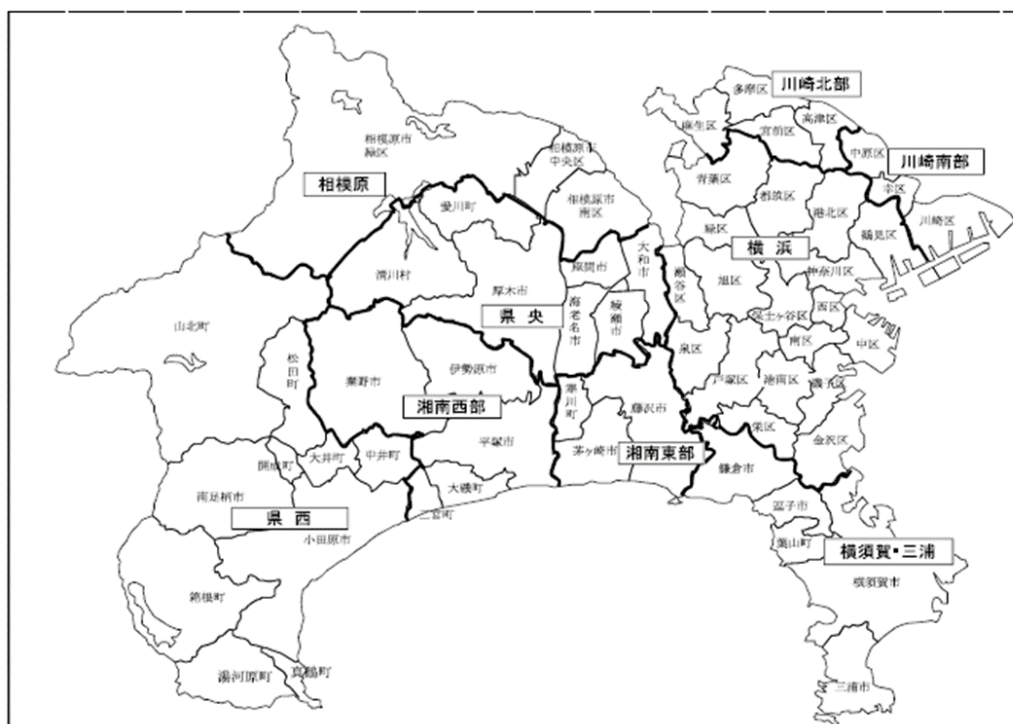 多摩区
川崎北部
麻生区
宮前区
高津区
中原区
川崎南部
幸区
川崎区
相模原市
緑区
相模原市
中央区
相模原
愛川町
相模原市
南区
青葉区
都筑区
港北区
鶴見区
緑区
横浜
大和市
座間市
瀬谷区
旭区
神奈川区
清川村
厚木市
海老名市
綾瀬市
県央
保土ヶ谷区
西区
山北町
松田町
秦野市
伊勢原市
泉区
南区
中区
戸塚区
港南区
磯子区
湘南西部
寒川町
藤沢市
栄区
金沢区
開成町
大井町
中井町
平塚市
茅ヶ崎市
湘南東部
鎌倉市
南足柄市
大磯町
二宮町
逗子市
県西
小田原市
葉山町
横須賀・三浦
横須賀市
箱根町
湯河原町
真鶴町
三浦市